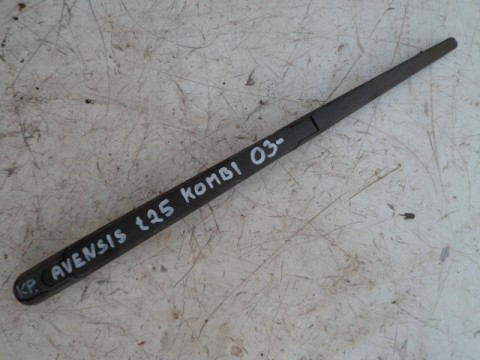 KP. AVENSIS t25 KOMBI 03-